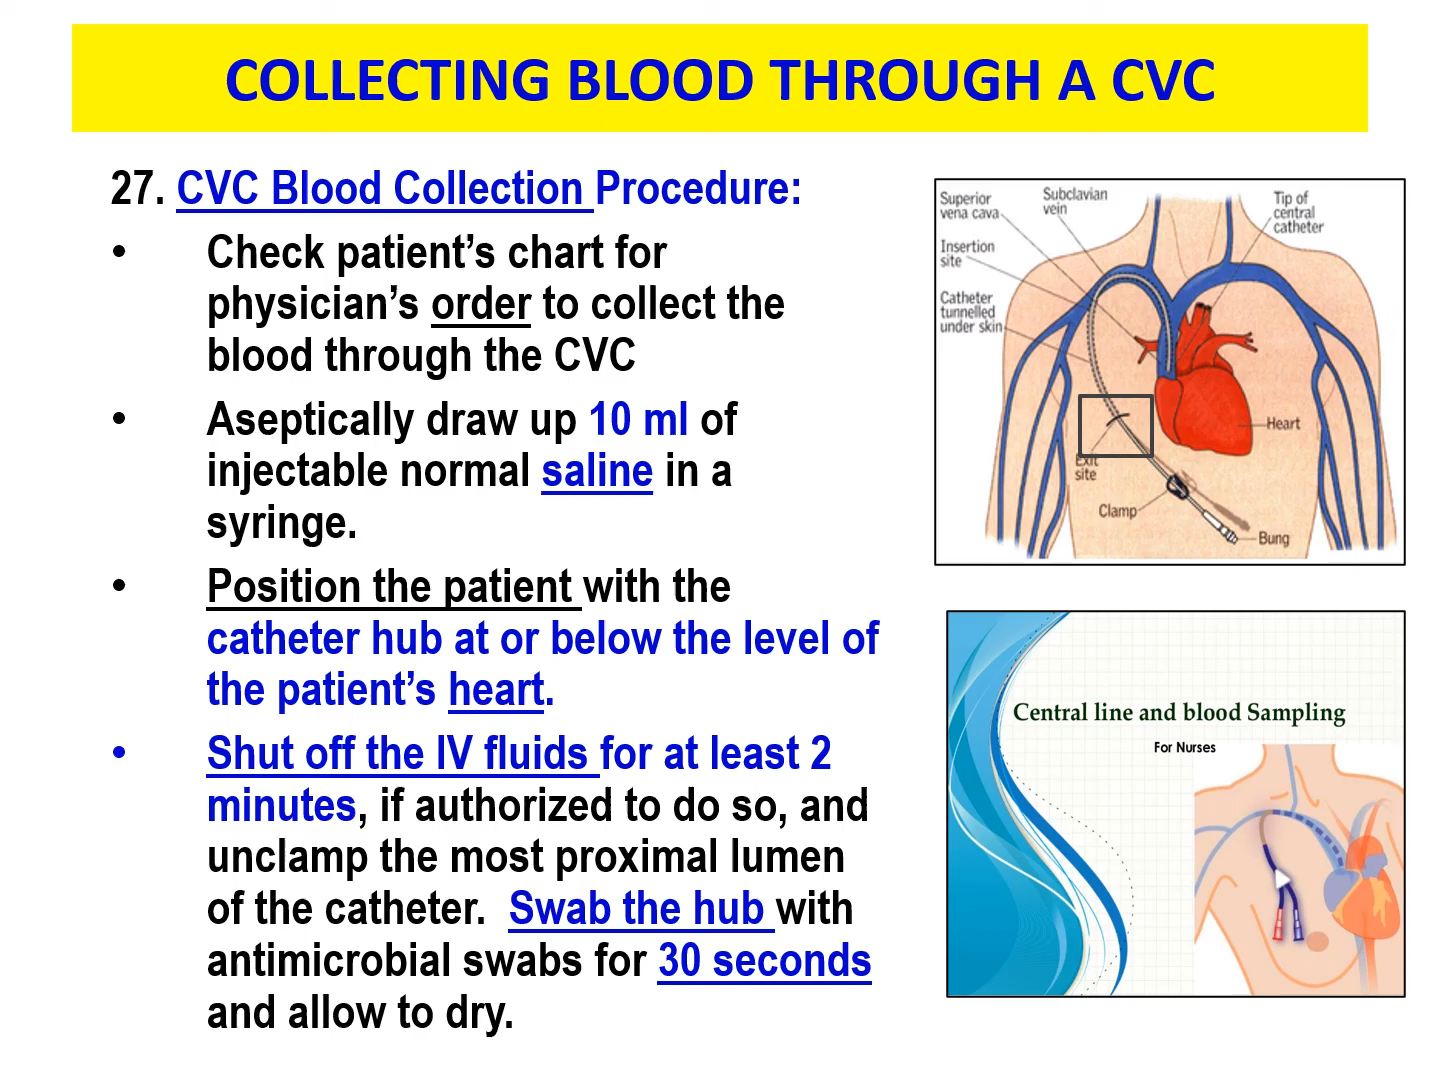 COLLECTING BLOOD THROUGH A CVC
27. CVC Blood Collection Procedure:
• Check patient’s chart for
physician’s order to collect the
blood through the CVC
• Aseptically draw up 10 ml of
injectable normal saline in a
syringe.
• Position the patient with the
catheter hub at or below the level of
the patient’s heart.
• Shut off the IV fluids for at least 2
minutes, if authorized to do so, and
unclamp the most proximal lumen
of the catheter. Swab the hub with
antimicrobial swabs for 30 seconds
and allow to dry.
Superior
vena cava
Subclavian
vein
Tip of
central
catheter
Insertion
site
Catheter
tunnelled
under skin
Heart
Exit
site
Clamp
Bung
Central line and blood Sampling
For Nurses